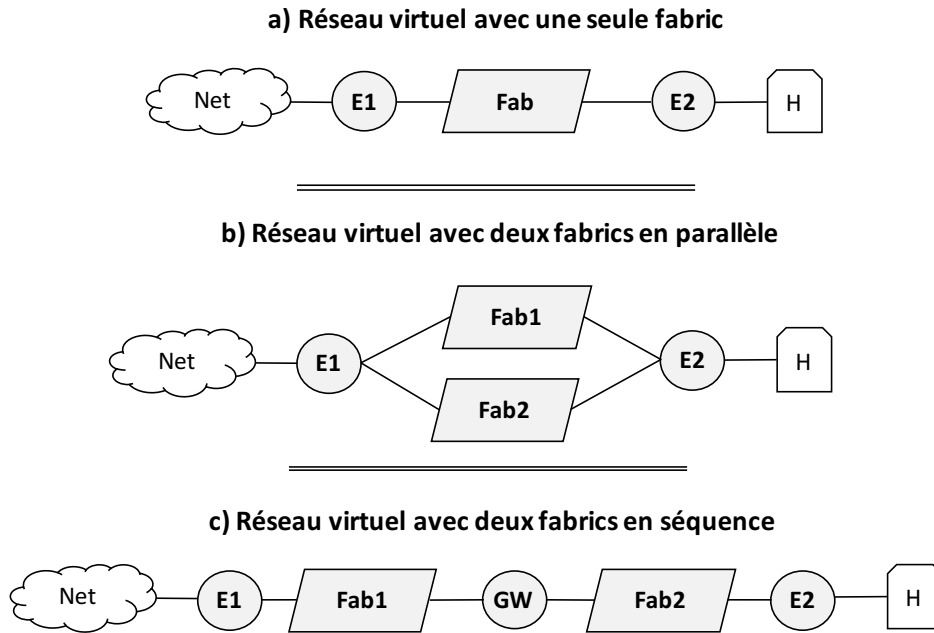 a) Réseau virtuel avec une seule fabric
Net E1 Fab E2 H
b) Réseau virtuel avec deux fabrics en parallèle
Fab1
Net E1 E2 H
Fab2
c) Réseau virtuel avec deux fabrics en séquence
Net E1 Fab1 GW Fab2 E2 H